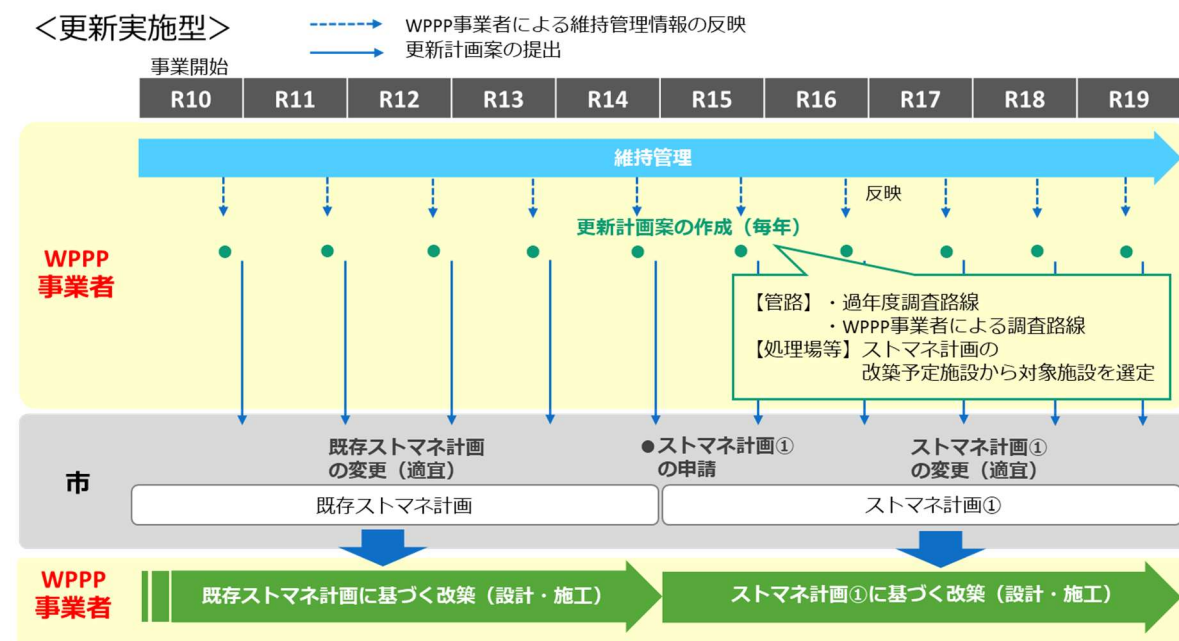 ＜更新実施型＞
WPPP事業者による維持管理情報の反映
更新計画案の提出
事業開始
R10 R11 R12 R13 R14 R15 R16 R17 R18 R19
維持管理
反映
更新計画案の作成（毎年）
WPPP
事業者
【管路】・過年度調査路線
・WPPP事業者による調査路線
【処理場等】ストマネ計画の
改築予定施設から対象施設を選定
市
既存ストマネ計画
の変更（適宜）
●ストマネ計画①
の申請
ストマネ計画①
の変更（適宜）
既存ストマネ計画
ストマネ計画①
WPPP
事業者
既存ストマネ計画に基づく改築（設計・施工）
ストマネ計画①に基づく改築（設計・施工）